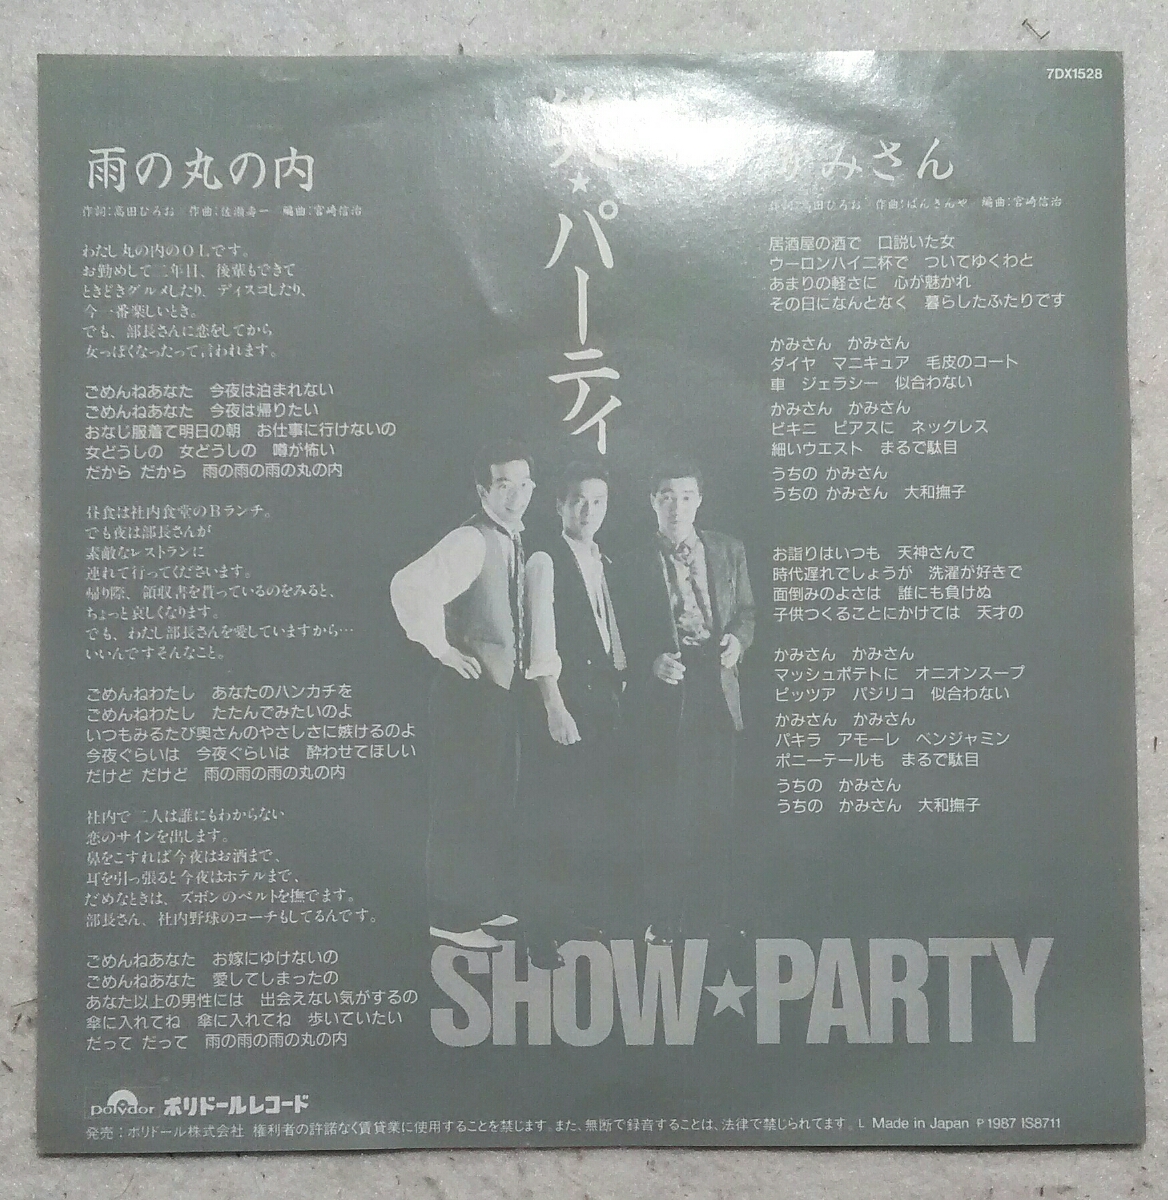 7DX1528
笑★パーティ
雨の丸の内
作詞:高田ひろお 作曲:佐瀬寿一 編曲:宮崎信治
わたし丸の内のOLです。
お勤めして二年目、後輩もできて
ときどきグルメしたり、ディスコしたり、
今一番楽しいとき。
でも、部長さんに恋をしてから
女っぽくなったって言われます。
ごめんねあなた 今夜は泊まれない
ごめんねあなた 今夜は帰りたい
おなじ服着て明日の朝 お仕事に行けないの
女どうしの 女どうしの 噂が怖い
だから だから 雨の雨の雨の丸の内
昼食は社内食堂のBランチ。
でも夜は部長さんが
素敵なレストランに
連れて行ってくださいます。
帰り際、領収書を貰っているのをみると、
ちょっと哀しくなります。
でも、わたし部長さんを愛していますから…
いいんですそんなこと。
ごめんねわたし あなたのハンカチを
ごめんねわたし たたんでみたいのよ
いつもみるたび奥さんのやさしさに嫉けるのよ
今夜ぐらいは 今夜ぐらいは 酔わせてほしい
だけど だけど 雨の雨の雨の丸の内
社内で二人は誰にもわからない
恋のサインを出します。
鼻をこすれば今夜はお酒まで、
耳を引っ張ると今夜はホテルまで、
だめなときは、ズボンのベルトを撫でます。
部長さん、社内野球のコーチもしてるんです。
ごめんねあなた お嫁にゆけないの
ごめんねあなた 愛してしまったの
あなた以上の男性には 出会えない気がするの
傘に入れてね 傘に入れてね 歩いていたい
だって だって 雨の雨の雨の丸の内
かみさん
作詞:高田ひろお 作曲:ばんきんや 編曲:宮崎信治
居酒屋の酒で 口説いた女
ウーロンハイ二杯で ついてゆくわと
あまりの軽さに 心が魅かれ
その日になんとなく 暮らしたふたりです
かみさん かみさん
ダイヤ マニキュア 毛皮のコート
車 ジェラシー 似合わない
かみさん かみさん
ビキニ ピアスに ネックレス
細いウエスト まるで駄目
うちの かみさん
うちの かみさん 大和撫子
お詣りはいつも 天神さんで
時代遅れでしょうが 洗濯が好きで
面倒みのよさは 誰にも負けぬ
子供つくることにかけては 天才の
かみさん かみさん
マッシュポテトに オニオンスープ
ピッツア バジリコ 似合わない
かみさん かみさん
パキラ アモーレ ベンジャミン
ポニーテールも まるで駄目
うちの かみさん
うちの かみさん 大和撫子
SHOW★PARTY
polydor ポリドールレコード
発売:ポリドール株式会社 権利者の許諾なく賃貸業に使用することを禁じます。また、無断で録音することは、法律で禁じられてます。 L Made in Japan P 1987 IS8711